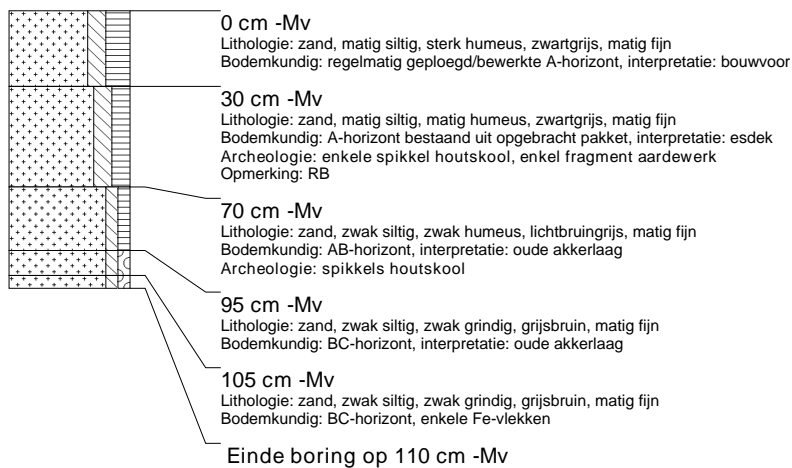 0 cm -Mv
Lithologie: zand, matig siltig, sterk humeus, zwartgrijs, matig fijn
Bodemkundig: regelmatig geploegd/bewerkte A-horizont, interpretatie: bouwvoor
30 cm -Mv
Lithologie: zand, matig siltig, matig humeus, zwartgrijs, matig fijn
Bodemkundig: A-horizont bestaand uit opgebracht pakket, interpretatie: esdek
Archeologie: enkele spikkel houtskool, enkel fragment aardewerk
Opmerking: RB
70 cm -Mv
Lithologie: zand, zwak siltig, zwak humeus, lichtbruingrijs, matig fijn
Bodemkundig: AB-horizont, interpretatie: oude akkerlaag
Archeologie: spikkels houtskool
95 cm -Mv
Lithologie: zand, zwak siltig, zwak grindig, grijsbruin, matig fijn
Bodemkundig: BC-horizont, interpretatie: oude akkerlaag
105 cm -Mv
Lithologie: zand, zwak siltig, zwak grindig, grijsbruin, matig fijn
Bodemkundig: BC-horizont, enkele Fe-vlekken
Einde boring op 110 cm -Mv